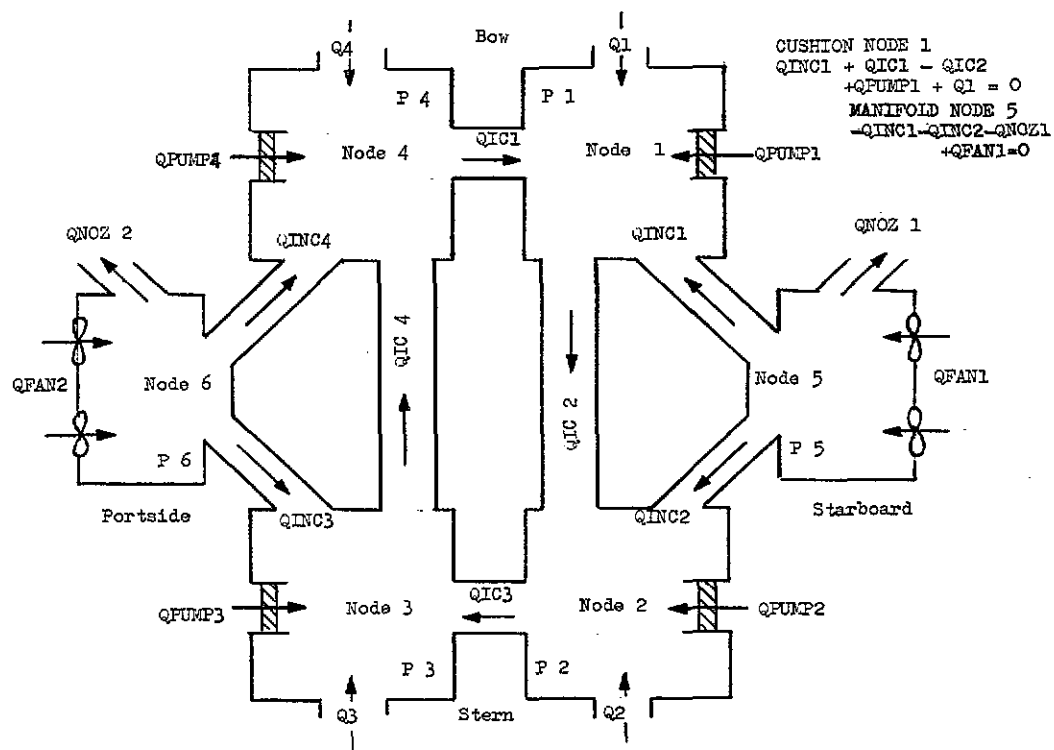 Q4
Bow
Q1
CUSHION NODE 1
QINC1 + QIC1 - QIC2
+QPUMP1 + Q1 = 0
MANIFOLD NODE 5
-QINC1-QINC2-QNOZ1
+QFAN1=0
P 4
P 1
QIC1
QPUMP4
Node 4
Node 1
QPUMP1
QNOZ 2
QINC4
QINC1
QNOZ 1
QIC 4
QIC 2
QFAN2
Node 6
Node 5
QFAN1
P 6
P 5
Portside
QINC3
QINC2
Starboard
QIC3
QPUMP3
Node 3
Node 2
QPUMP2
P 3
P 2
Q3
Stern
Q2